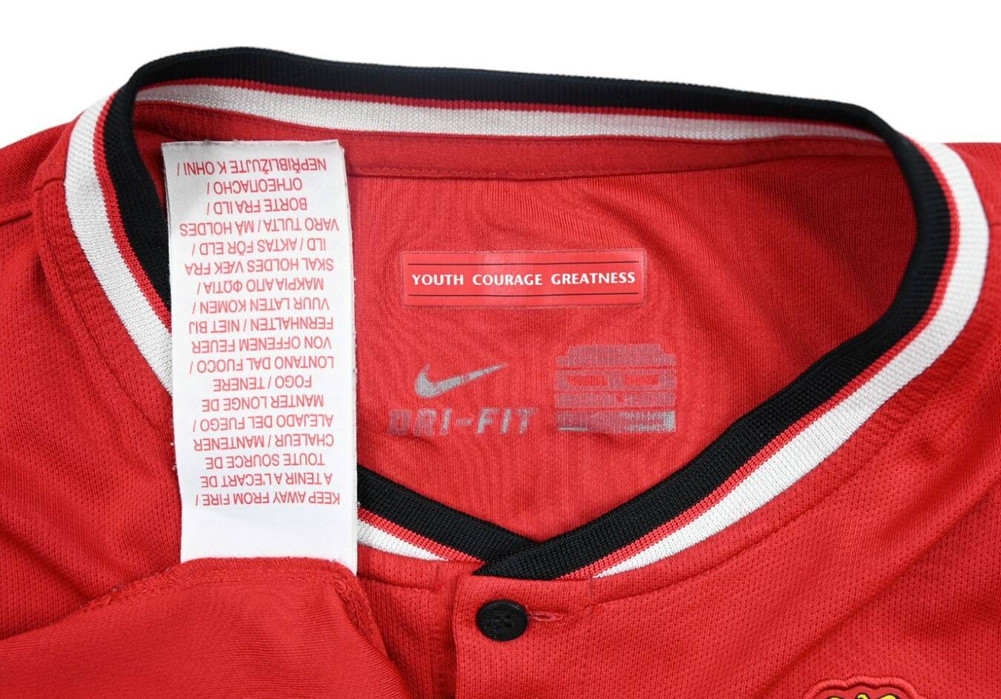 KEEP AWAY FROM FIRE /
A TENIR A L'ECART DE
TOUTE SOURCE DE
CHALEUR / MANTENER
ALEJADO DEL FUEGO /
MANTER LONGE DE
FOGO / TENERE
LONTANO DAL FUOCO /
VON OFFENEM FEUER
FERNHALTEN / NIET BIJ
VUUR LATEN KOMEN /
ΜΑΚΡΙΑ ΑΠΟ ΦΩΤΙΑ /
SKAL HOLDES VÆK FRA
ILD / AKTAS FÖR ELD /
VARO TULTA / MÅ HOLDES
BORTE FRA ILD /
ОГНЕОПАСНО /
NEPŘIBLIŽUJTE K OHNI /
YOUTH COURAGE GREATNESS
DRI-FIT